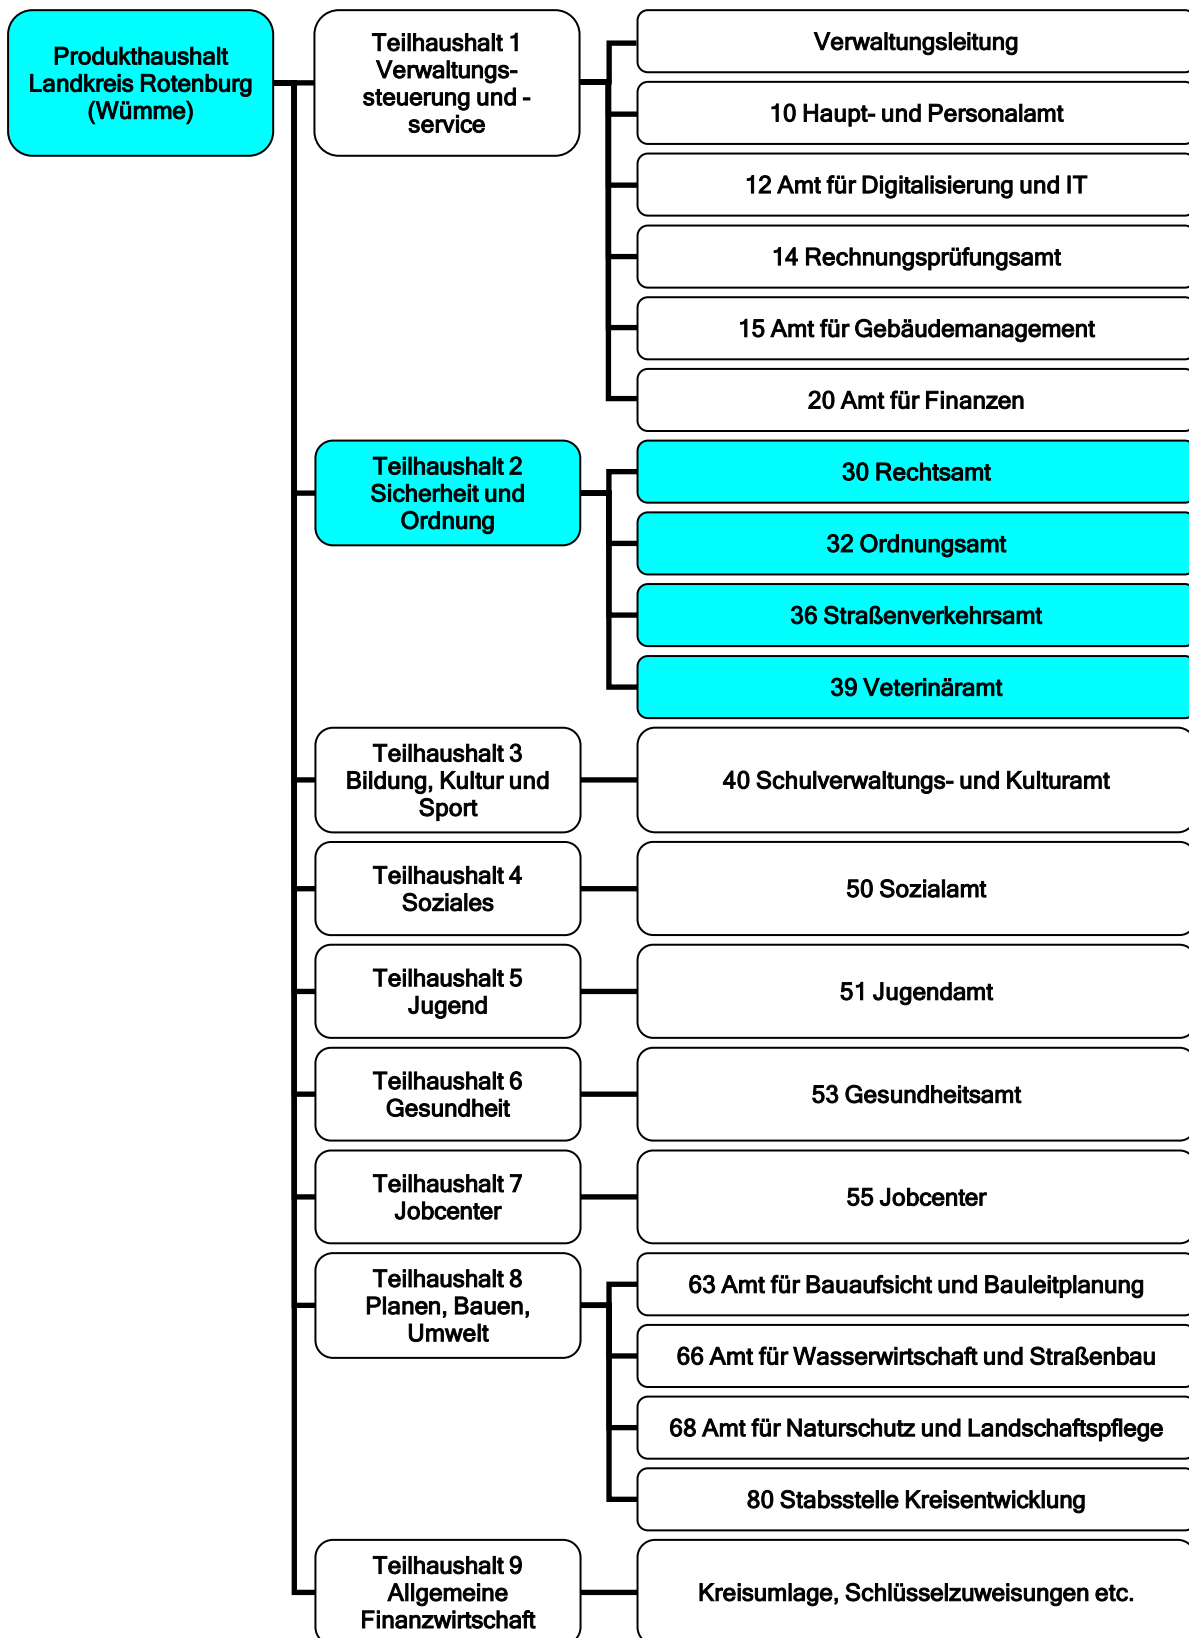 Produkthaushalt
Landkreis Rotenburg
(Wümme)
Teilhaushalt 1
Verwaltungs-
steuerung und -
service
Verwaltungsleitung
10 Haupt- und Personalamt
12 Amt für Digitalisierung und IT
14 Rechnungsprüfungsamt
15 Amt für Gebäudemanagement
20 Amt für Finanzen
Teilhaushalt 2
Sicherheit und
Ordnung
30 Rechtsamt
32 Ordnungsamt
36 Straßenverkehrsamt
39 Veterinäramt
Teilhaushalt 3
Bildung, Kultur und
Sport
40 Schulverwaltungs- und Kulturamt
Teilhaushalt 4
Soziales
50 Sozialamt
Teilhaushalt 5
Jugend
51 Jugendamt
Teilhaushalt 6
Gesundheit
53 Gesundheitsamt
Teilhaushalt 7
Jobcenter
55 Jobcenter
Teilhaushalt 8
Planen, Bauen,
Umwelt
63 Amt für Bauaufsicht und Bauleitplanung
66 Amt für Wasserwirtschaft und Straßenbau
68 Amt für Naturschutz und Landschaftspflege
80 Stabsstelle Kreisentwicklung
Teilhaushalt 9
Allgemeine
Finanzwirtschaft
Kreisumlage, Schlüsselzuweisungen etc.